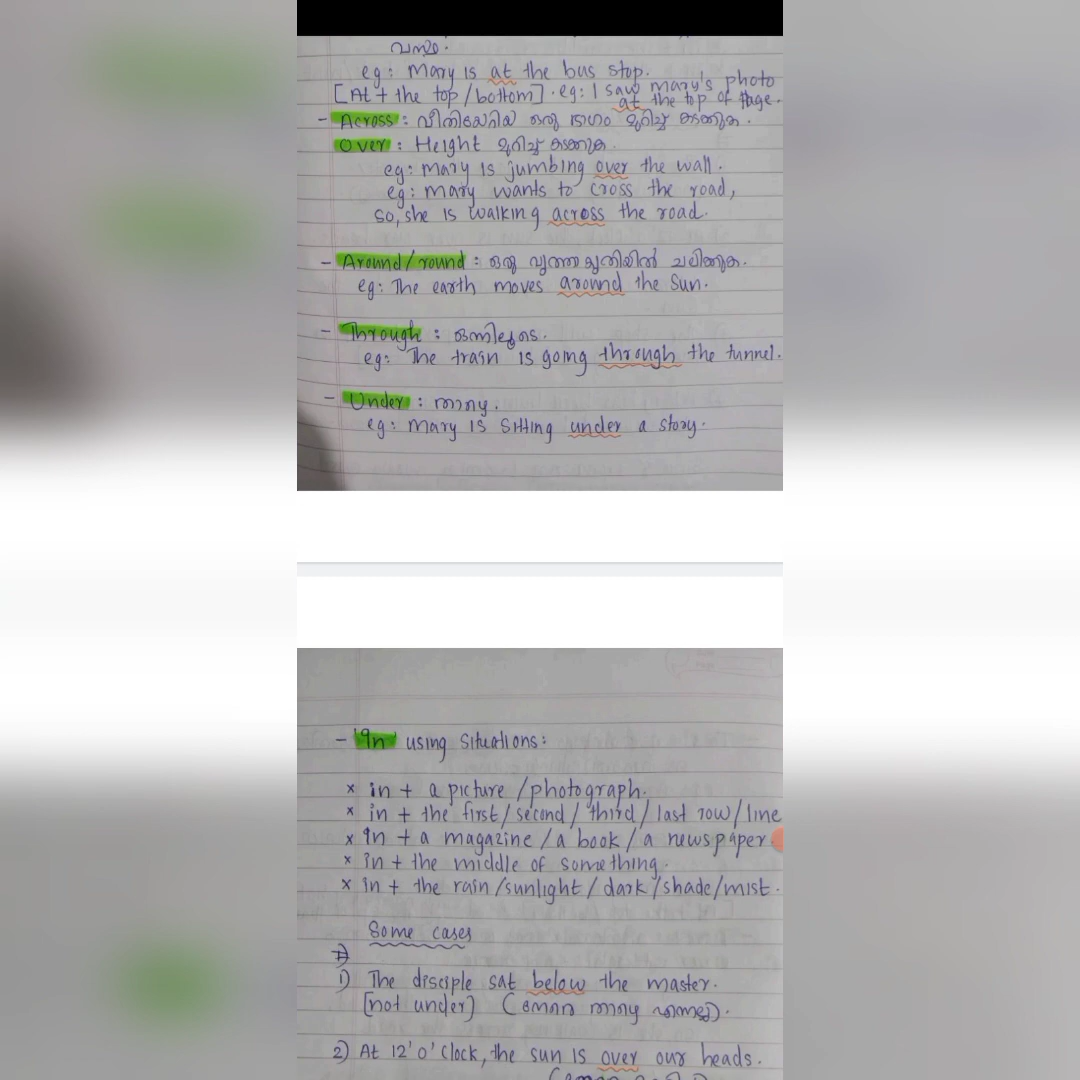 eg: Mary is at the bus stop.
[At + the top/bottom]. eg: I saw Mary's photo
at the top of page.
- Across : ഒരു മുറിച്ച് കടക്കുക.
Over : Height മുറിച്ച് കടക്കുക.
eg: Mary is jumbing over the wall.
eg: Mary wants to cross the road,
so, she is walking across the road.
- Around/round : ഒരു വൃത്താകൃതിയിൽ ചലിക്കുക.
eg: The earth moves around the Sun.
- Through : ഒന്നിലൂടെ.
eg: The train is going through the tunnel.
- Under : താഴെ.
eg: Mary is sitting under a story.
- 'In' using situations:
× in + a picture /photograph.
× in + the first/second/third/last row/line
× In + a magazine /a book/a newspaper
× in + the middle of something.
× in + the rain/sunlight/dark/shade/mist.
Some cases
1) The disciple sat below the master.
[not under] (നേരെ താഴെ അല്ല).
2) At 12'0'clock, the sun is over our heads.